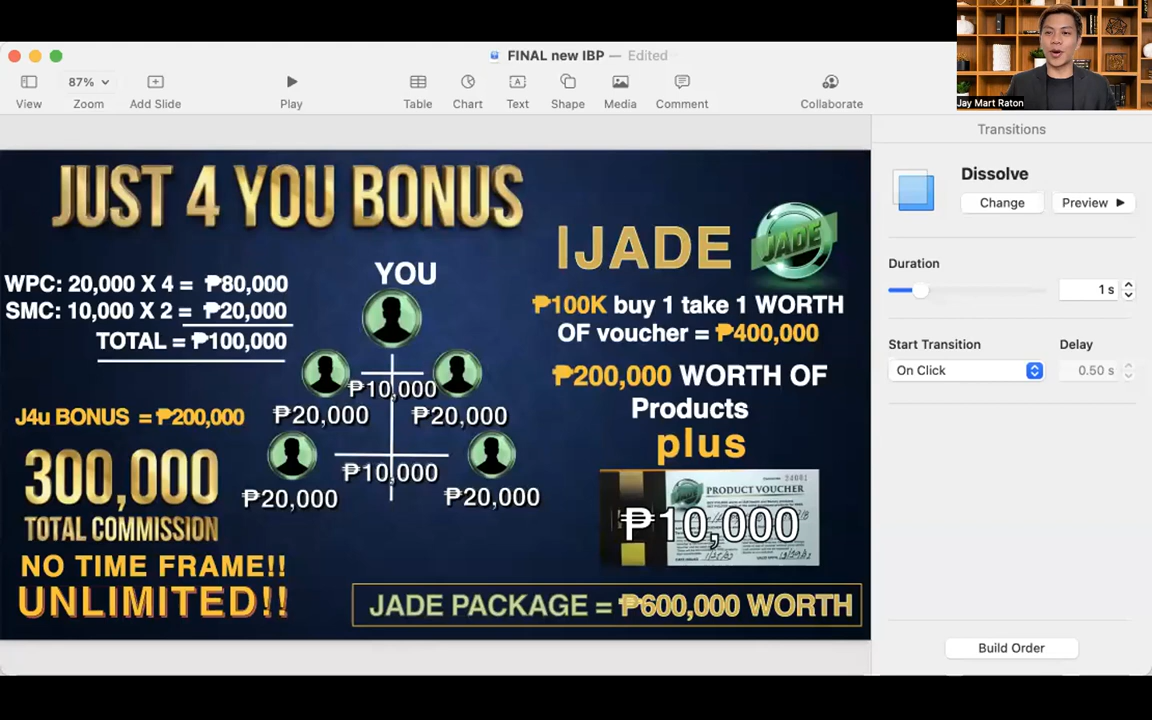 FINAL new IBP — Edited
87%
View
Zoom
Add Slide
Play
Table
Chart
Text
Shape
Media
Comment
Collaborate
Jay Mart Raton
JUST 4 YOU BONUS
WPC: 20,000 X 4 = ₱80,000
SMC: 10,000 X 2 = ₱20,000
TOTAL = ₱100,000
J4u BONUS = ₱200,000
300,000
TOTAL COMMISSION
NO TIME FRAME!!
UNLIMITED!!
YOU
₱10,000
₱20,000
₱20,000
₱10,000
₱20,000
₱20,000
IJADE
JADE
₱100K buy 1 take 1 WORTH
OF voucher = ₱400,000
₱200,000 WORTH OF
Products
plus
PRODUCT VOUCHER
₱10,000
JADE PACKAGE = ₱600,000 WORTH
Transitions
Dissolve
Change
Preview
Duration
1 s
Start Transition
Delay
On Click
0.50 s
Build Order